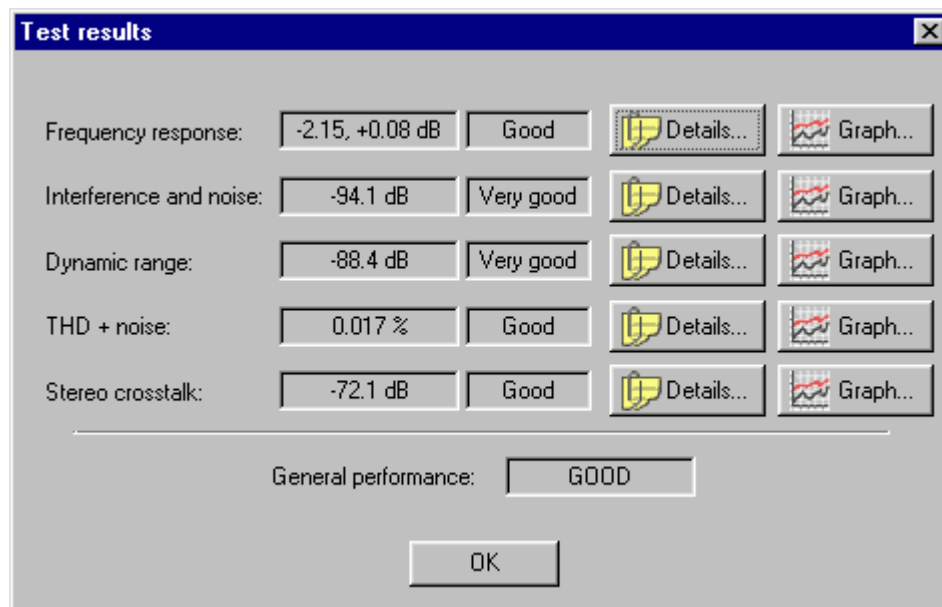 Test results
Frequency response: -2.15, +0.08 dB Good Details... Graph...
Interference and noise: -94.1 dB Very good Details... Graph...
Dynamic range: -88.4 dB Very good Details... Graph...
THD + noise: 0.017 % Good Details... Graph...
Stereo crosstalk: -72.1 dB Good Details... Graph...
General performance: GOOD
OK